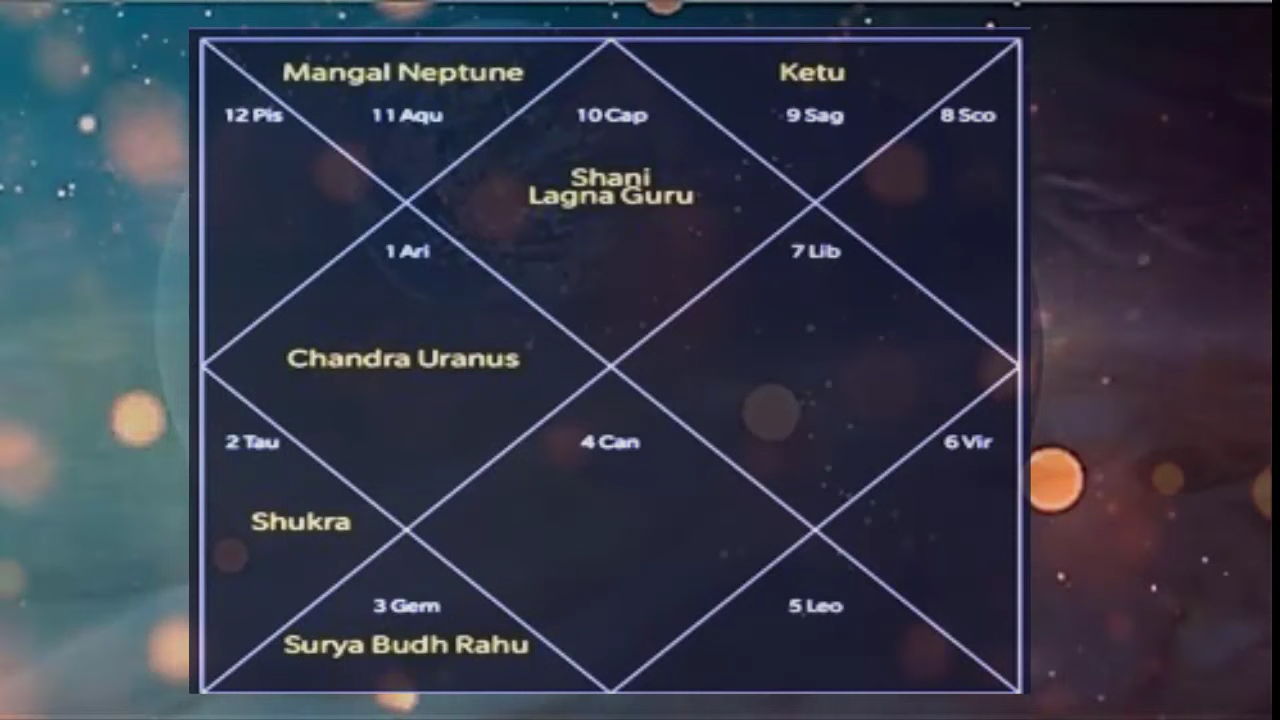 Mangal Neptune
Ketu
12 Pis
11 Aqu
10 Cap
9 Sag
8 Sco
Shani
Lagna Guru
1 Ari
7 Lib
Chandra Uranus
2 Tau
4 Can
6 Vir
Shukra
3 Gem
5 Leo
Surya Budh Rahu